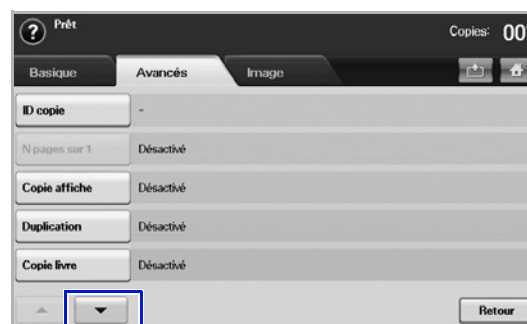 ? Prêt Copies: 00
Basique Avancés Image
ID copie -
N pages sur 1 Désactivé
Copie affiche Désactivé
Duplication Désactivé
Copie livre Désactivé
Retour